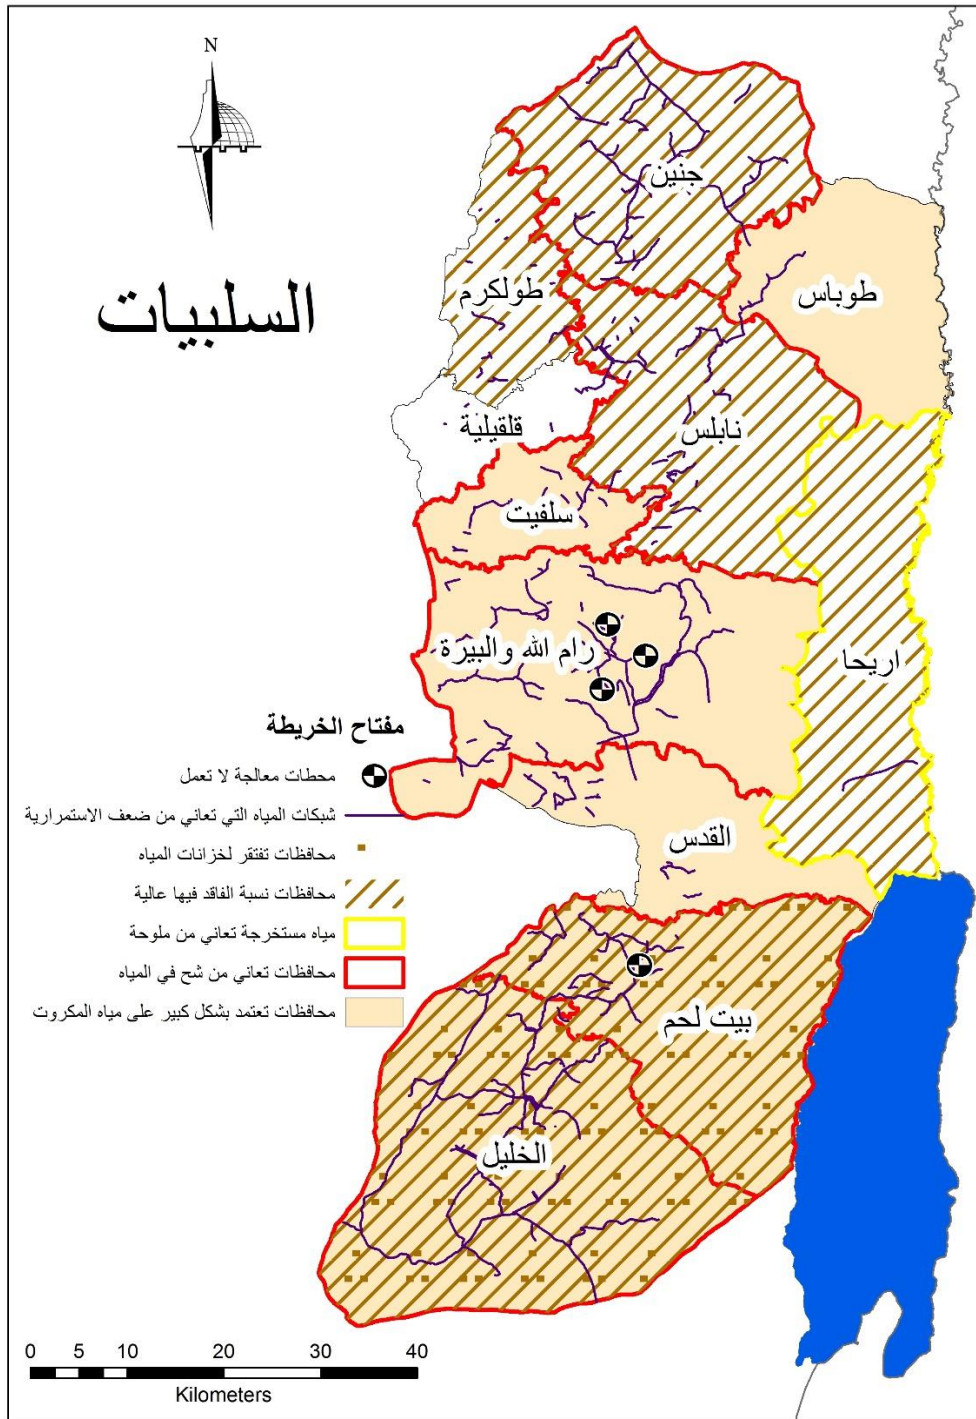 N
السلبيات
جنين
طوباس
طولكرم
نابلس
قلقيلية
سلفيت
رام الله والبيرة
اريحا
القدس
بيت لحم
الخليل
مفتاح الخريطة
محطات معالجة لا تعمل
شبكات المياه التي تعاني من ضعف الاستمرارية
محافظات تفتقر لخزانات المياه
محافظات نسبة الفاقد فيها عالية
مياه مستخرجة تعاني من ملوحة
محافظات تعاني من شح في المياه
محافظات تعتمد بشكل كبير على مياه المكروت
0 5 10 20 30 40
Kilometers